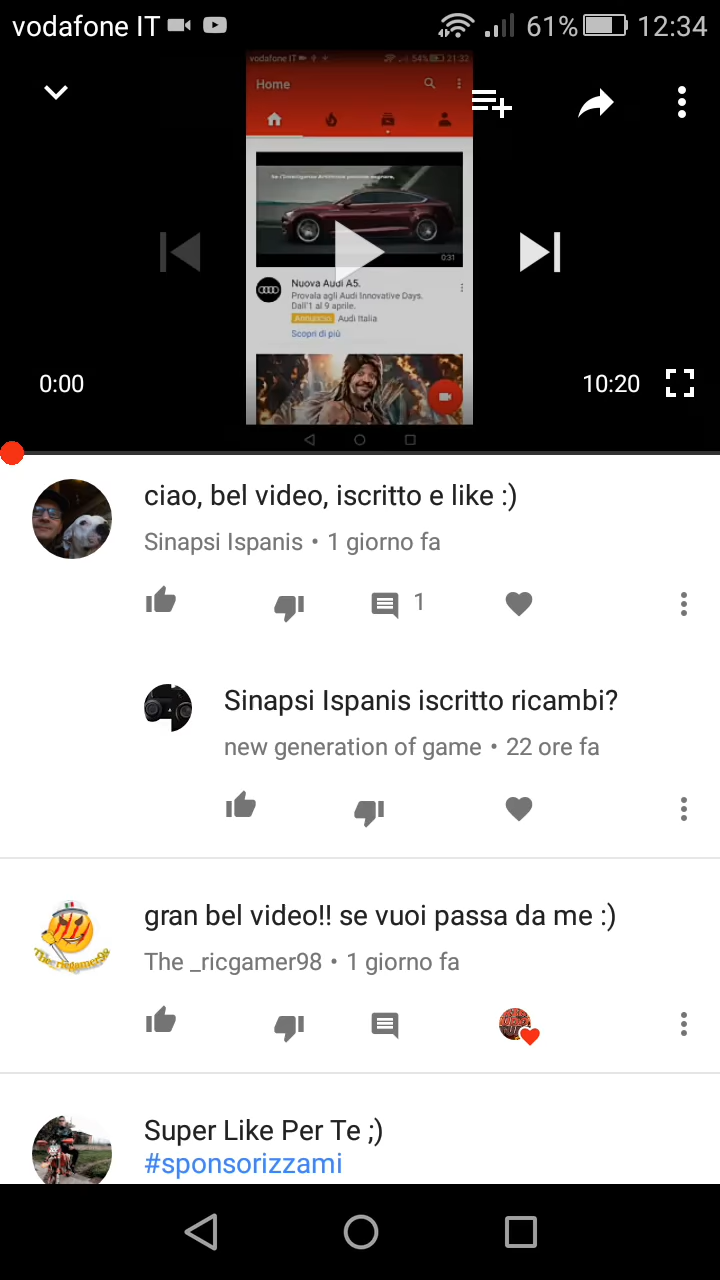 vodafone IT 61% 12:34
vodafone IT 54% 21:32
Home
0:31
Nuova Audi A5.
Provala agli Audi Innovative Days.
Dall'1 al 9 aprile.
Annuncio Audi Italia
Scopri di più
0:00 10:20
ciao, bel video, iscritto e like :)
Sinapsi Ispanis • 1 giorno fa
1
Sinapsi Ispanis iscritto ricambi?
new generation of game • 22 ore fa
The_ricgamer98
gran bel video!! se vuoi passa da me :)
The _ricgamer98 • 1 giorno fa
Super Like Per Te ;)
#sponsorizzami